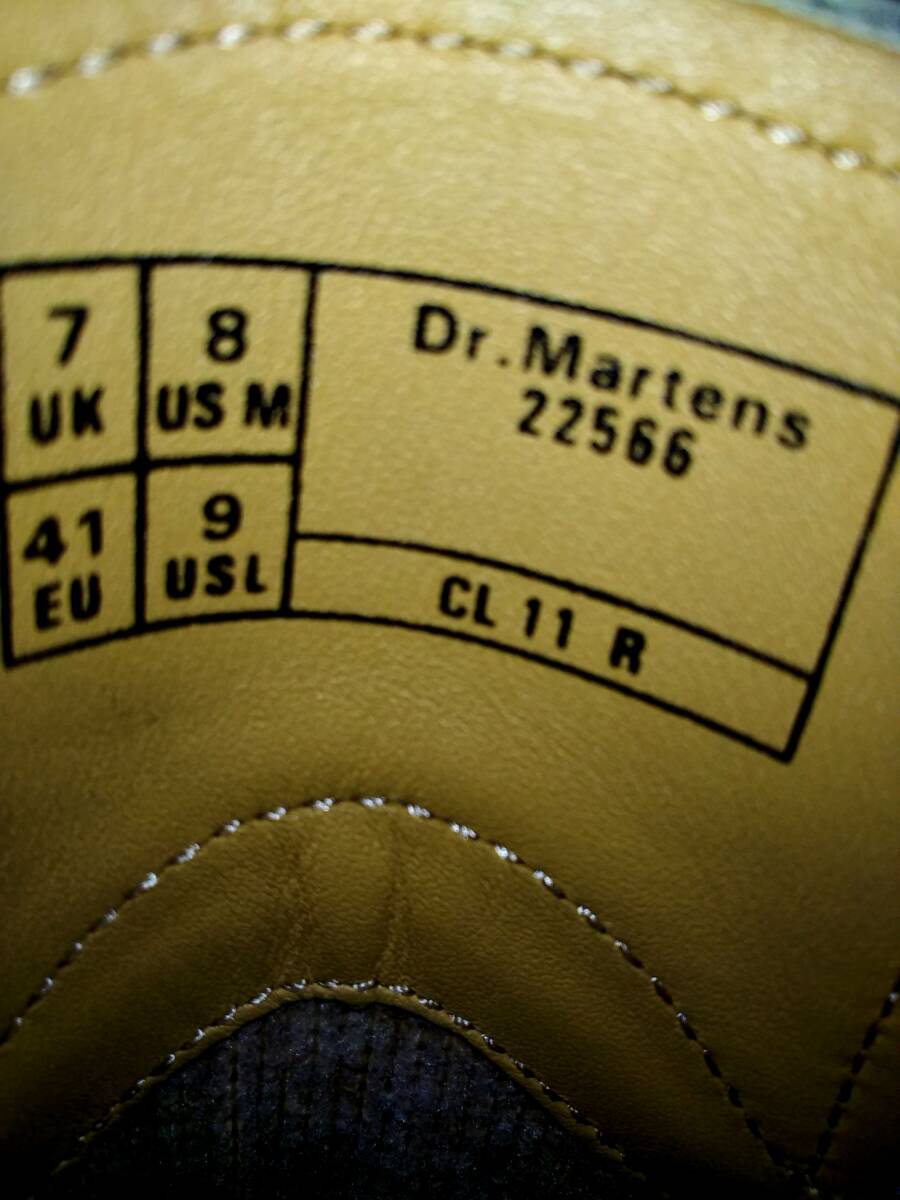 7
UK
8
US M
41
EU
9
USL
Dr.Martens
22566
CL 11 R